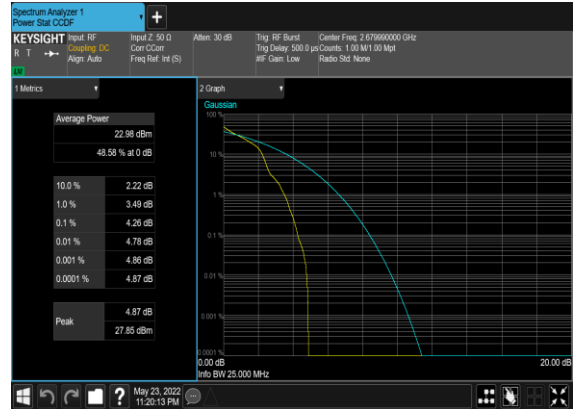 Spectrum Analyzer 1
Power Stat CCDF
KEYSIGHT
R T
LM
Input: RF
Coupling: DC
Align: Auto
Input Z: 50 Ω
Corr CCorr
Freq Ref: Int (S)
Atten: 30 dB
Trig: RF Burst
Trig Delay: 500.0 µs
#IF Gain: Low
Center Freq: 2.679990000 GHz
Counts: 1.00 M/1.00 Mpt
Radio Std: None
1 Metrics
Average Power
22.98 dBm
48.58 % at 0 dB
10.0 % 2.22 dB
1.0 % 3.49 dB
0.1 % 4.26 dB
0.01 % 4.78 dB
0.001 % 4.86 dB
0.0001 % 4.87 dB
Peak
4.87 dB
27.85 dBm
2 Graph
Gaussian
100 %
10 %
1 %
0.1 %
0.01 %
0.001 %
0.0001 %
0.00 dB
20.00 dB
Info BW 25.000 MHz
?
May 23, 2022
11:20:13 PM